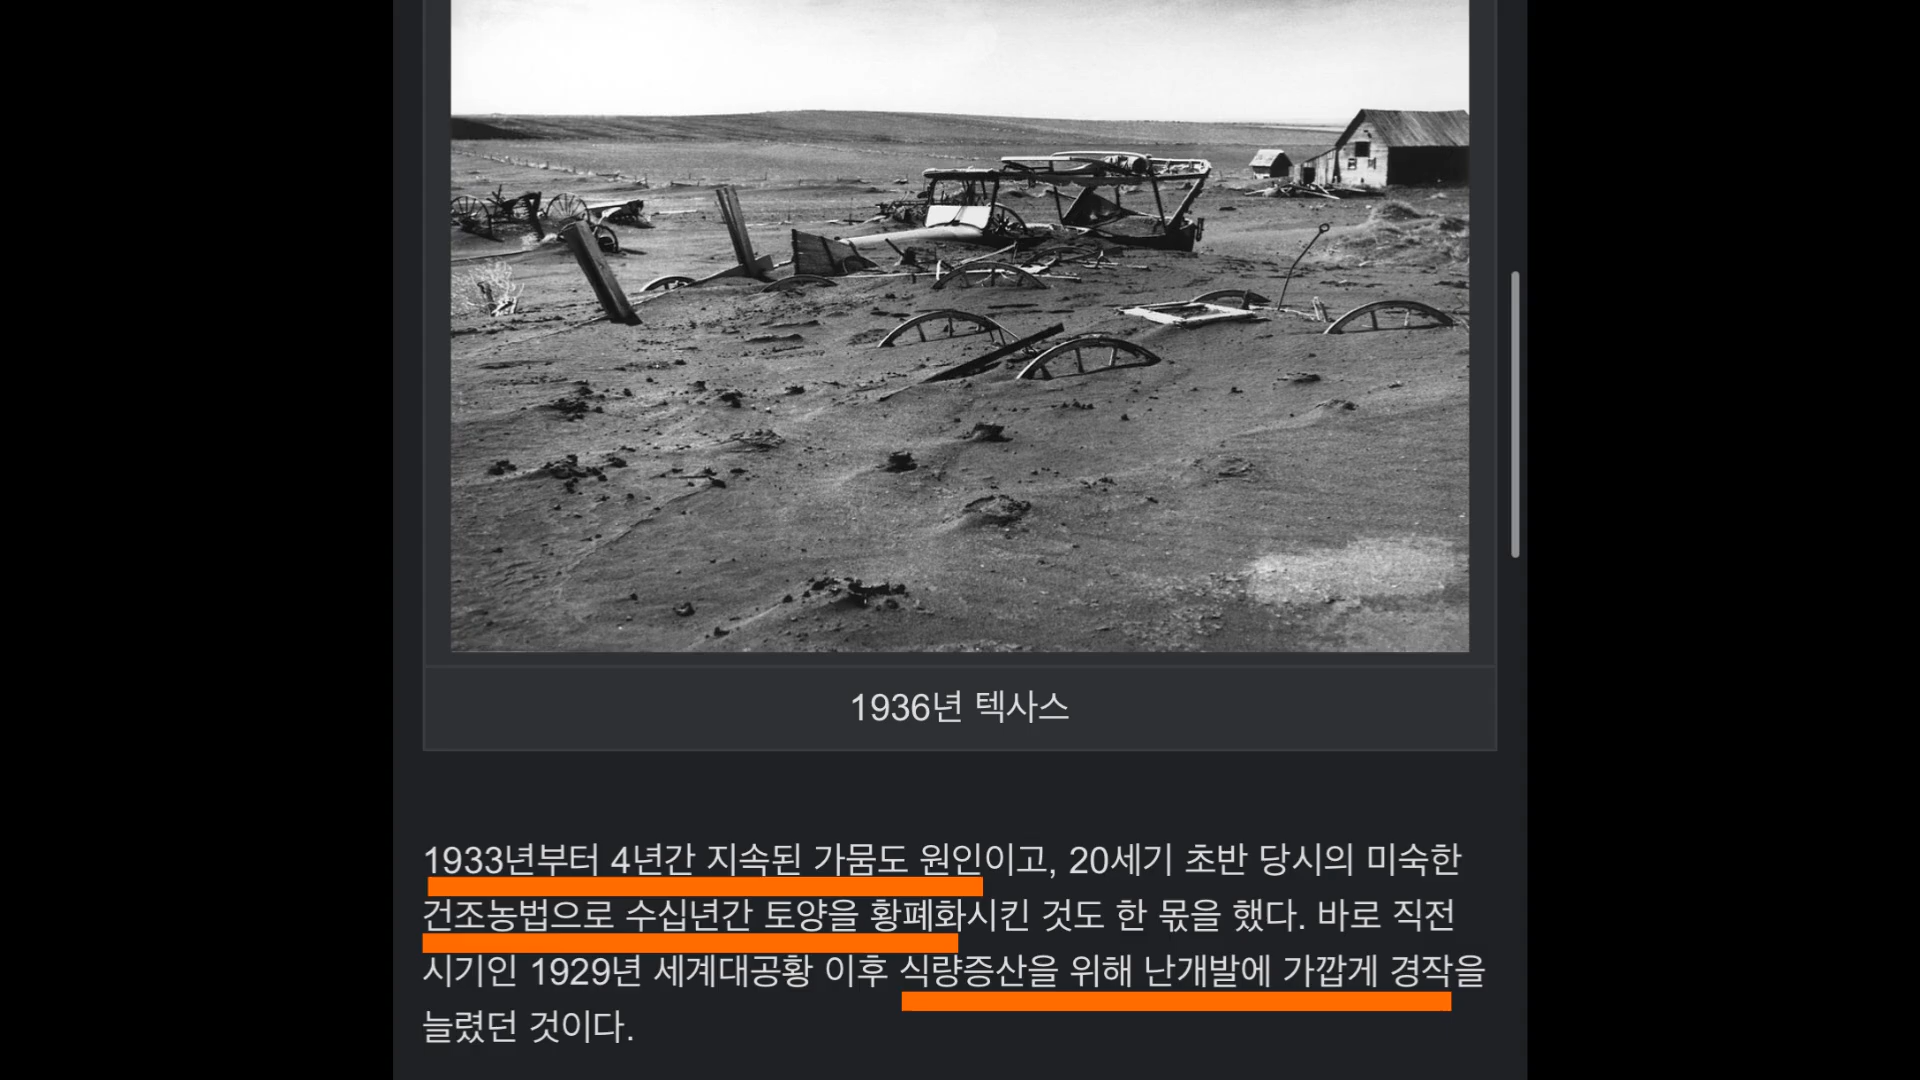 1936년 텍사스
1933년부터 4년간 지속된 가뭄도 원인이고, 20세기 초반 당시의 미숙한
건조농법으로 수십년간 토양을 황폐화시킨 것도 한 몫을 했다. 바로 직전
시기인 1929년 세계대공황 이후 식량증산을 위해 난개발에 가깝게 경작을
늘렸던 것이다.